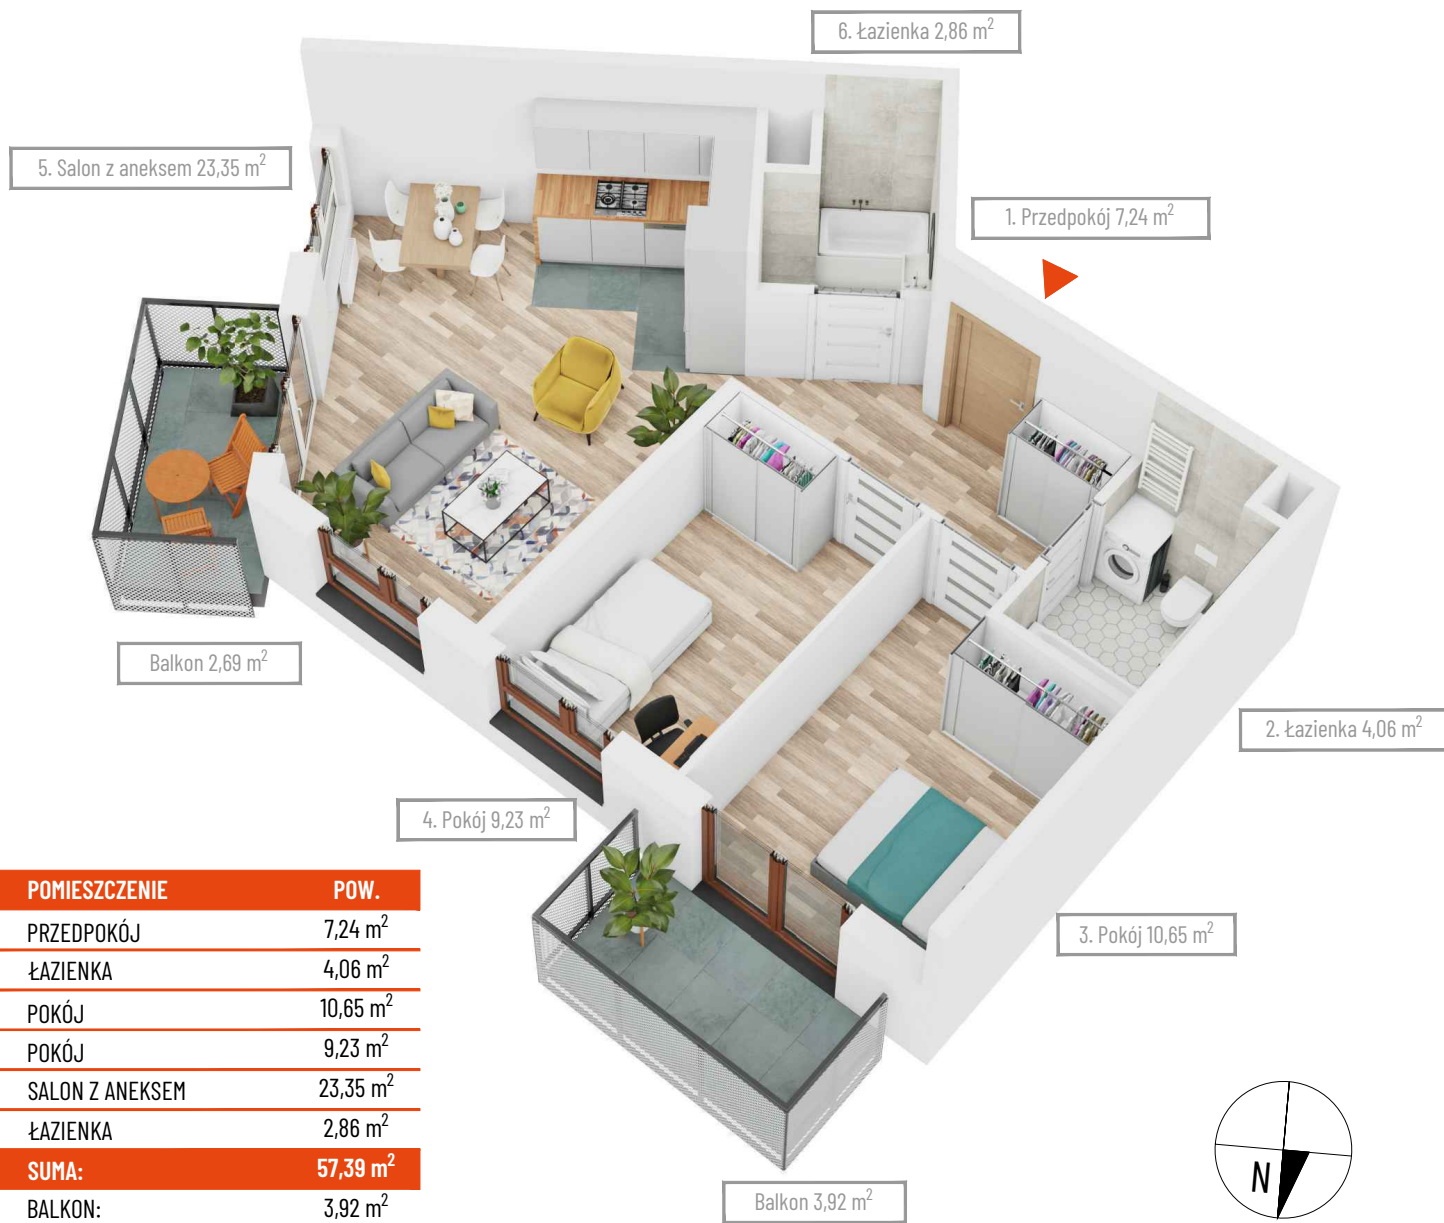 6. Łazienka 2,86 m²
5. Salon z aneksem 23,35 m²
1. Przedpokój 7,24 m²
Balkon 2,69 m²
2. Łazienka 4,06 m²
4. Pokój 9,23 m²
3. Pokój 10,65 m²
POMIESZCZENIE POW.
PRZEDPOKÓJ 7,24 m²
ŁAZIENKA 4,06 m²
POKÓJ 10,65 m²
POKÓJ 9,23 m²
SALON Z ANEKSEM 23,35 m²
ŁAZIENKA 2,86 m²
SUMA: 57,39 m²
BALKON: 3,92 m²
Balkon 3,92 m²
N